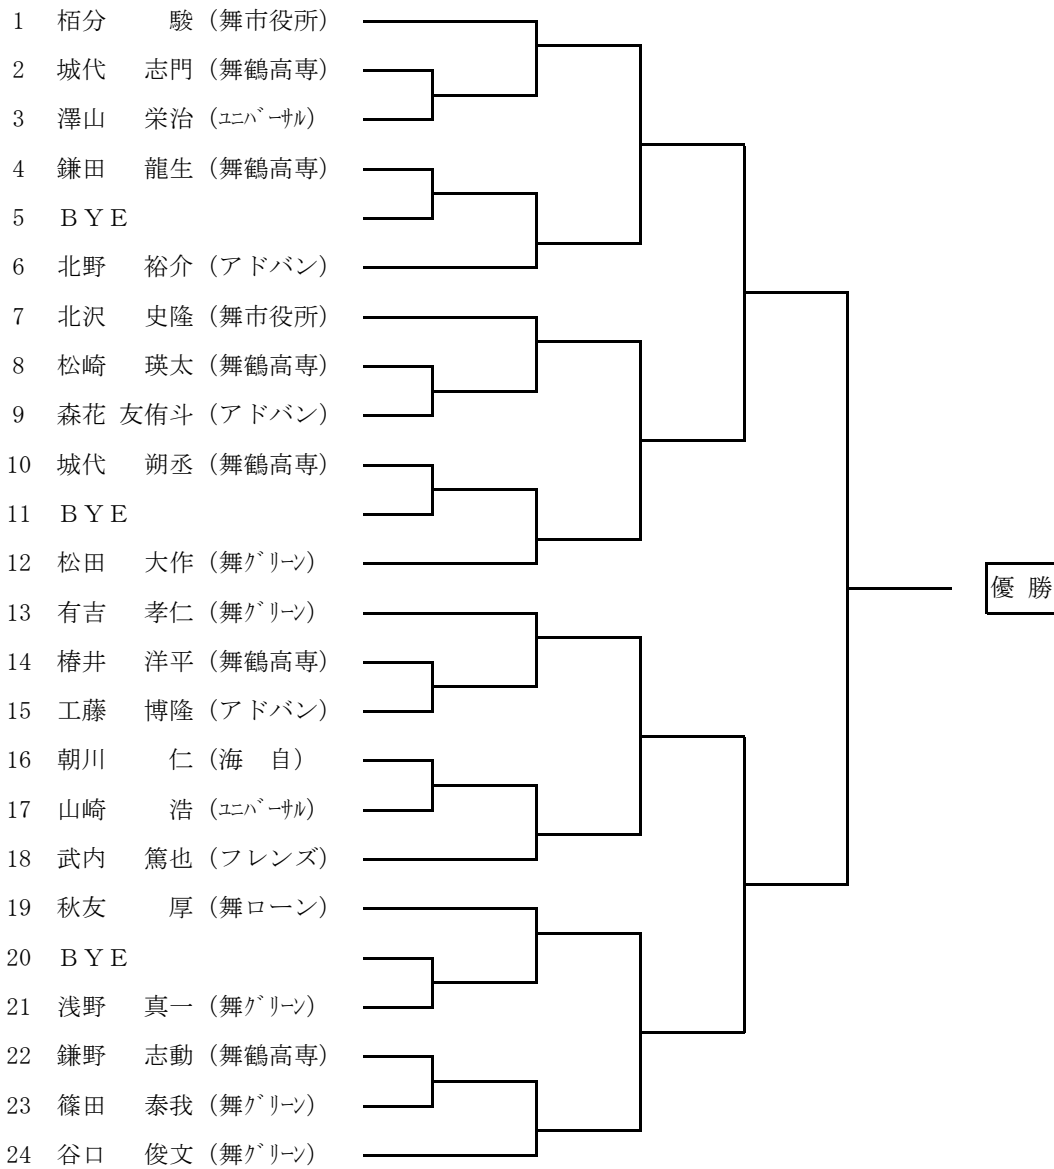 1 栢分 駿 (舞市役所)
2 城代 志門 (舞鶴高専)
3 澤山 栄治 (ﾕﾆﾊﾞｰｻﾙ)
4 鎌田 龍生 (舞鶴高専)
5 ＢＹＥ
6 北野 裕介 (アドバン)
7 北沢 史隆 (舞市役所)
8 松崎 瑛太 (舞鶴高専)
9 森花 友侑斗 (アドバン)
10 城代 朔丞 (舞鶴高専)
11 ＢＹＥ
12 松田 大作 (舞ｸﾞﾘｰﾝ)
優 勝
13 有吉 孝仁 (舞ｸﾞﾘｰﾝ)
14 椿井 洋平 (舞鶴高専)
15 工藤 博隆 (アドバン)
16 朝川 仁 (海 自)
17 山崎 浩 (ﾕﾆﾊﾞｰｻﾙ)
18 武内 篤也 (フレンズ)
19 秋友 厚 (舞ローン)
20 ＢＹＥ
21 浅野 真一 (舞ｸﾞﾘｰﾝ)
22 鎌野 志動 (舞鶴高専)
23 篠田 泰我 (舞ｸﾞﾘｰﾝ)
24 谷口 俊文 (舞ｸﾞﾘｰﾝ)